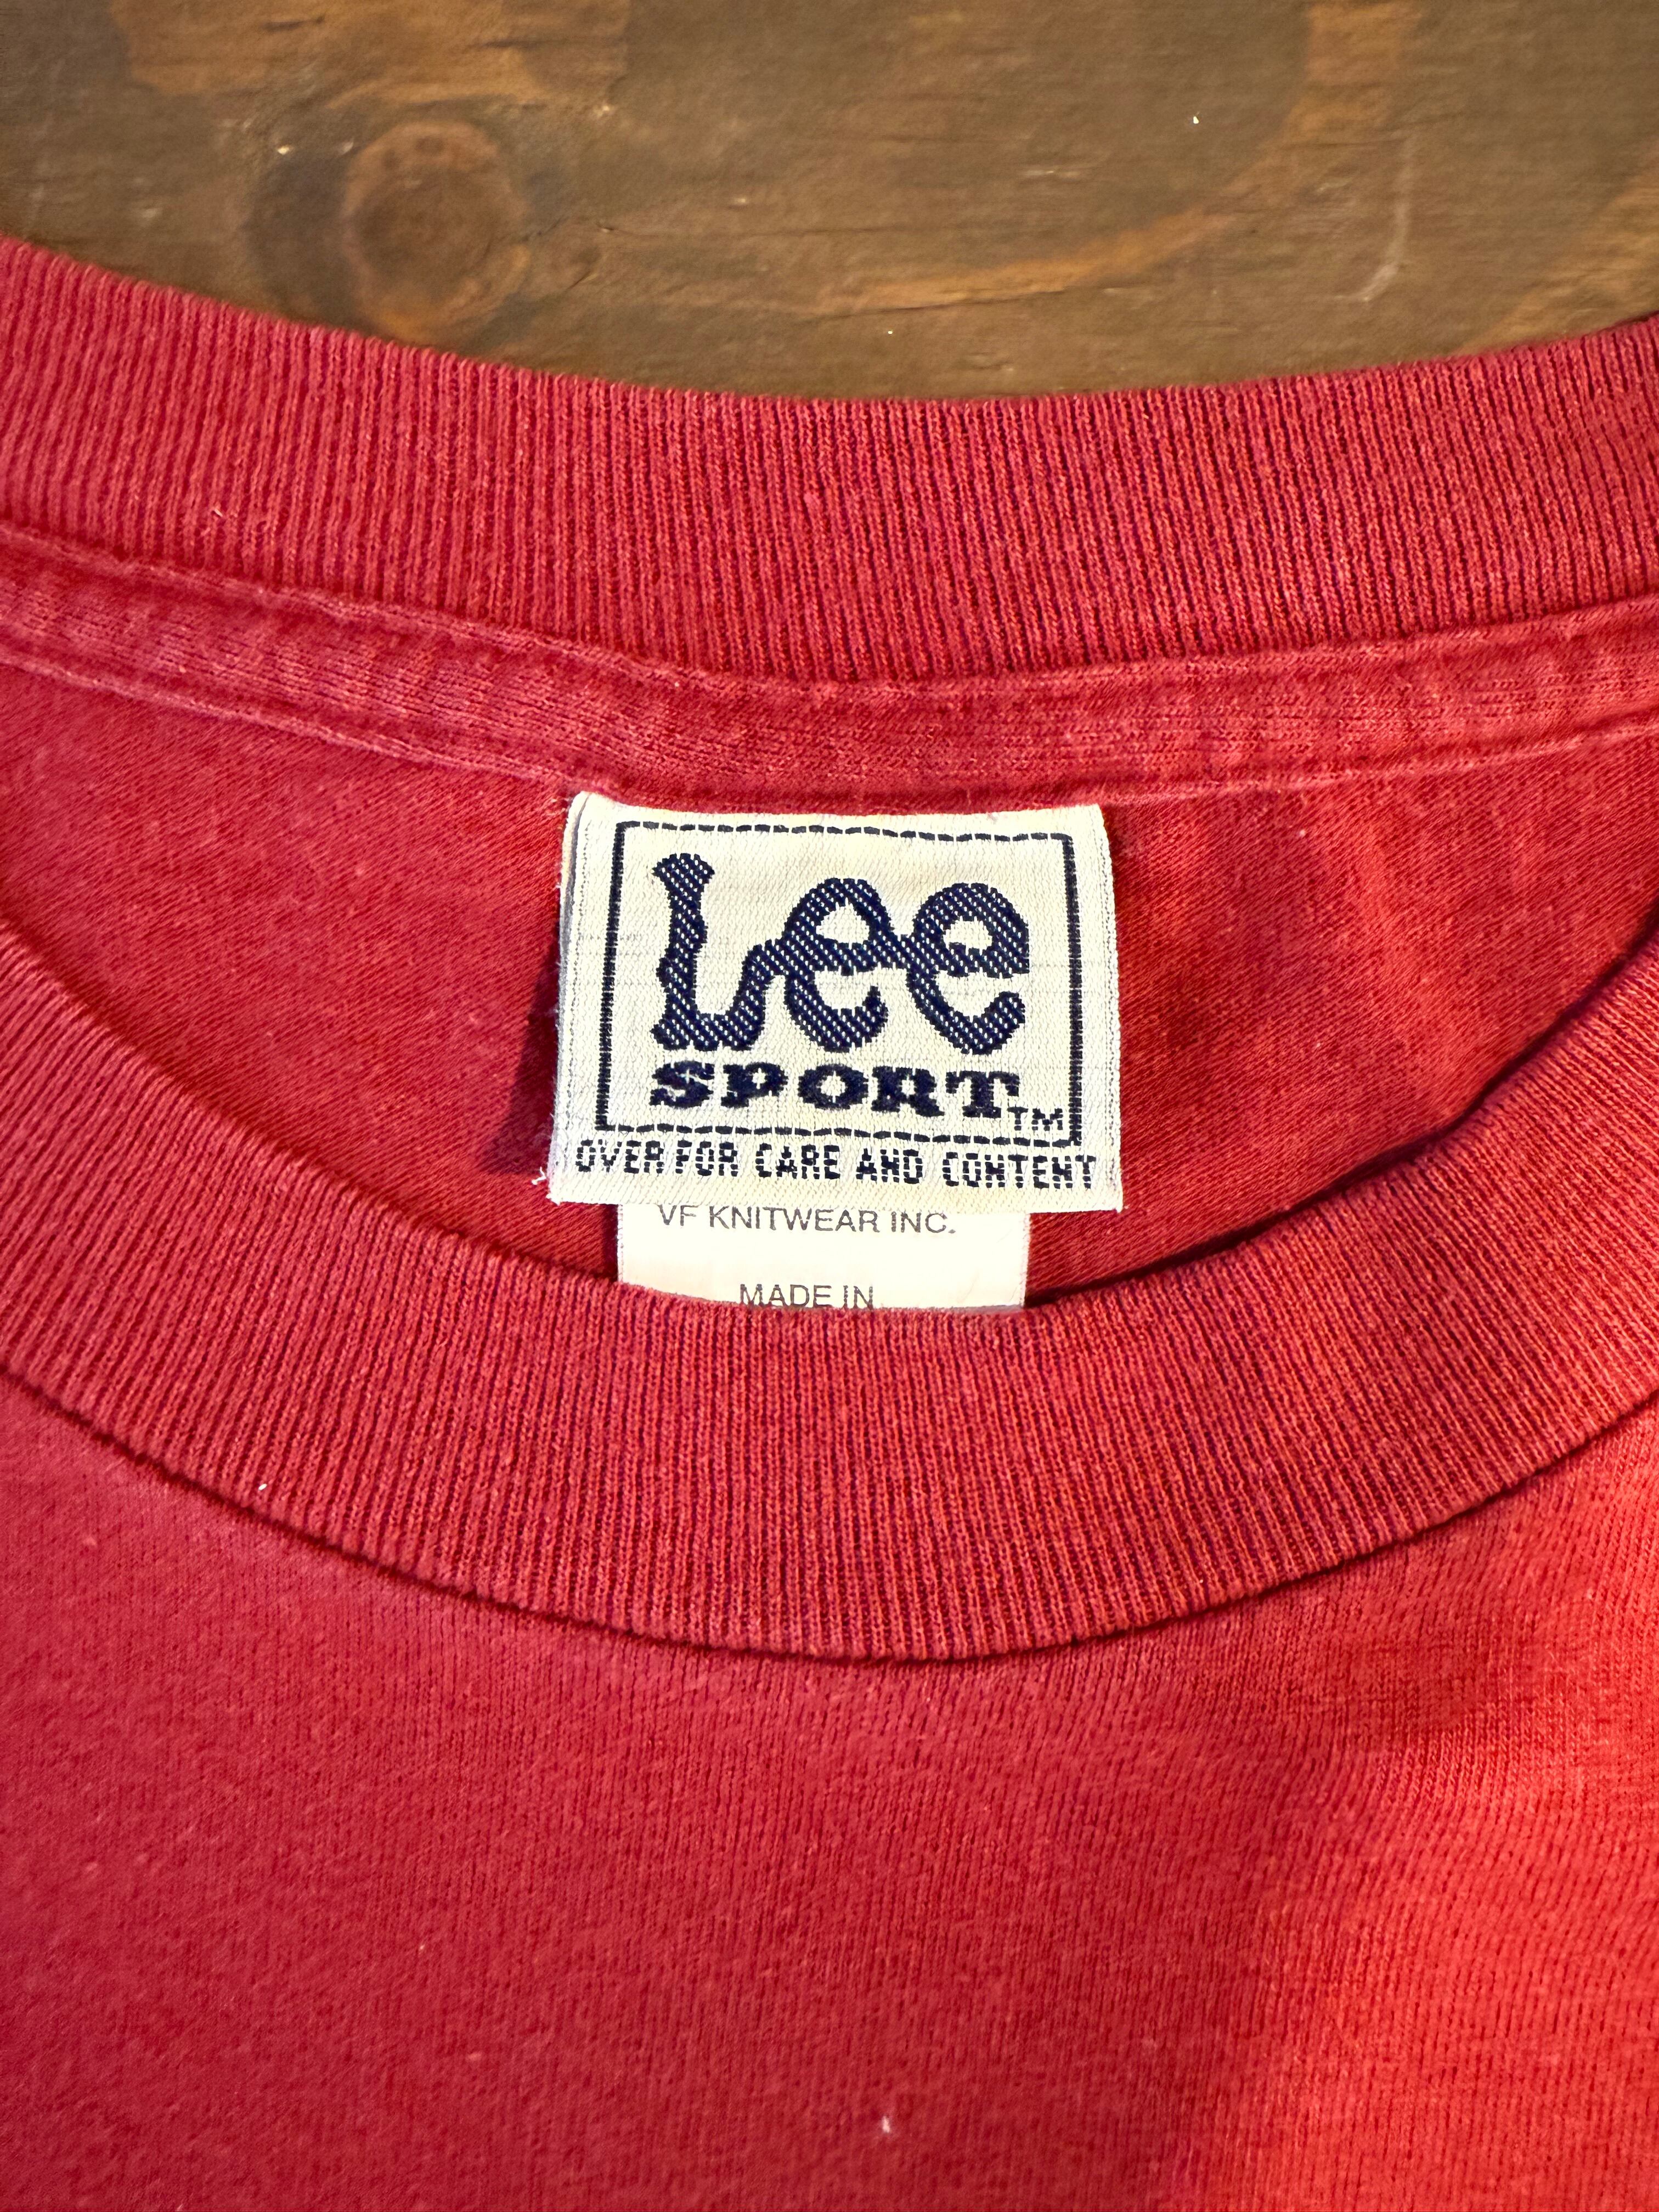 Lee
SPORT TM
OVER FOR CARE AND CONTENT
VF KNITWEAR INC.
MADE IN